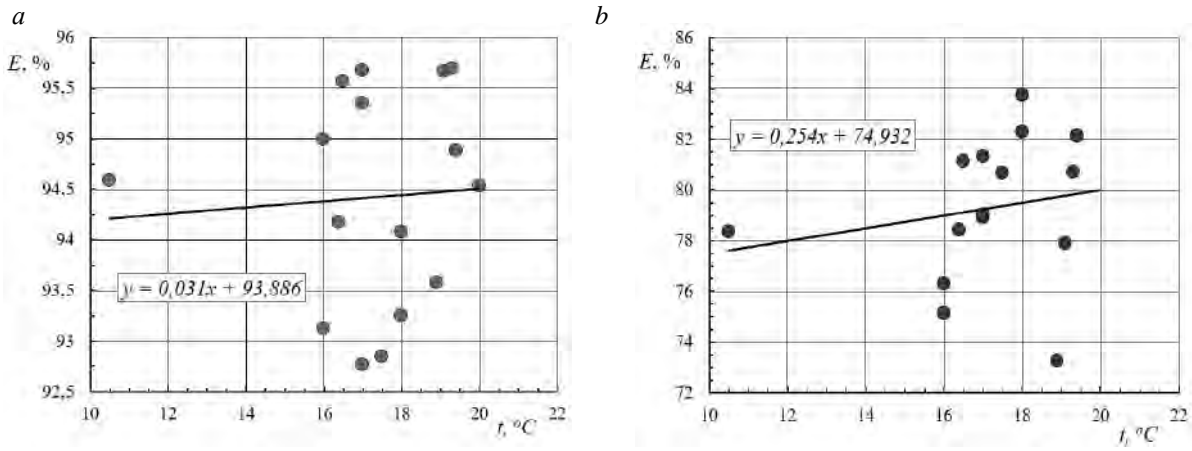 a
E, %
96
95,5
95
94,5
94
93,5
93
92,5
y = 0,031x + 93,886
10 12 14 16 18 20 22
t, °C
b
E, %
86
84
82
80
78
76
74
72
y = 0,254x + 74,932
10 12 14 16 18 20 22
t, °C